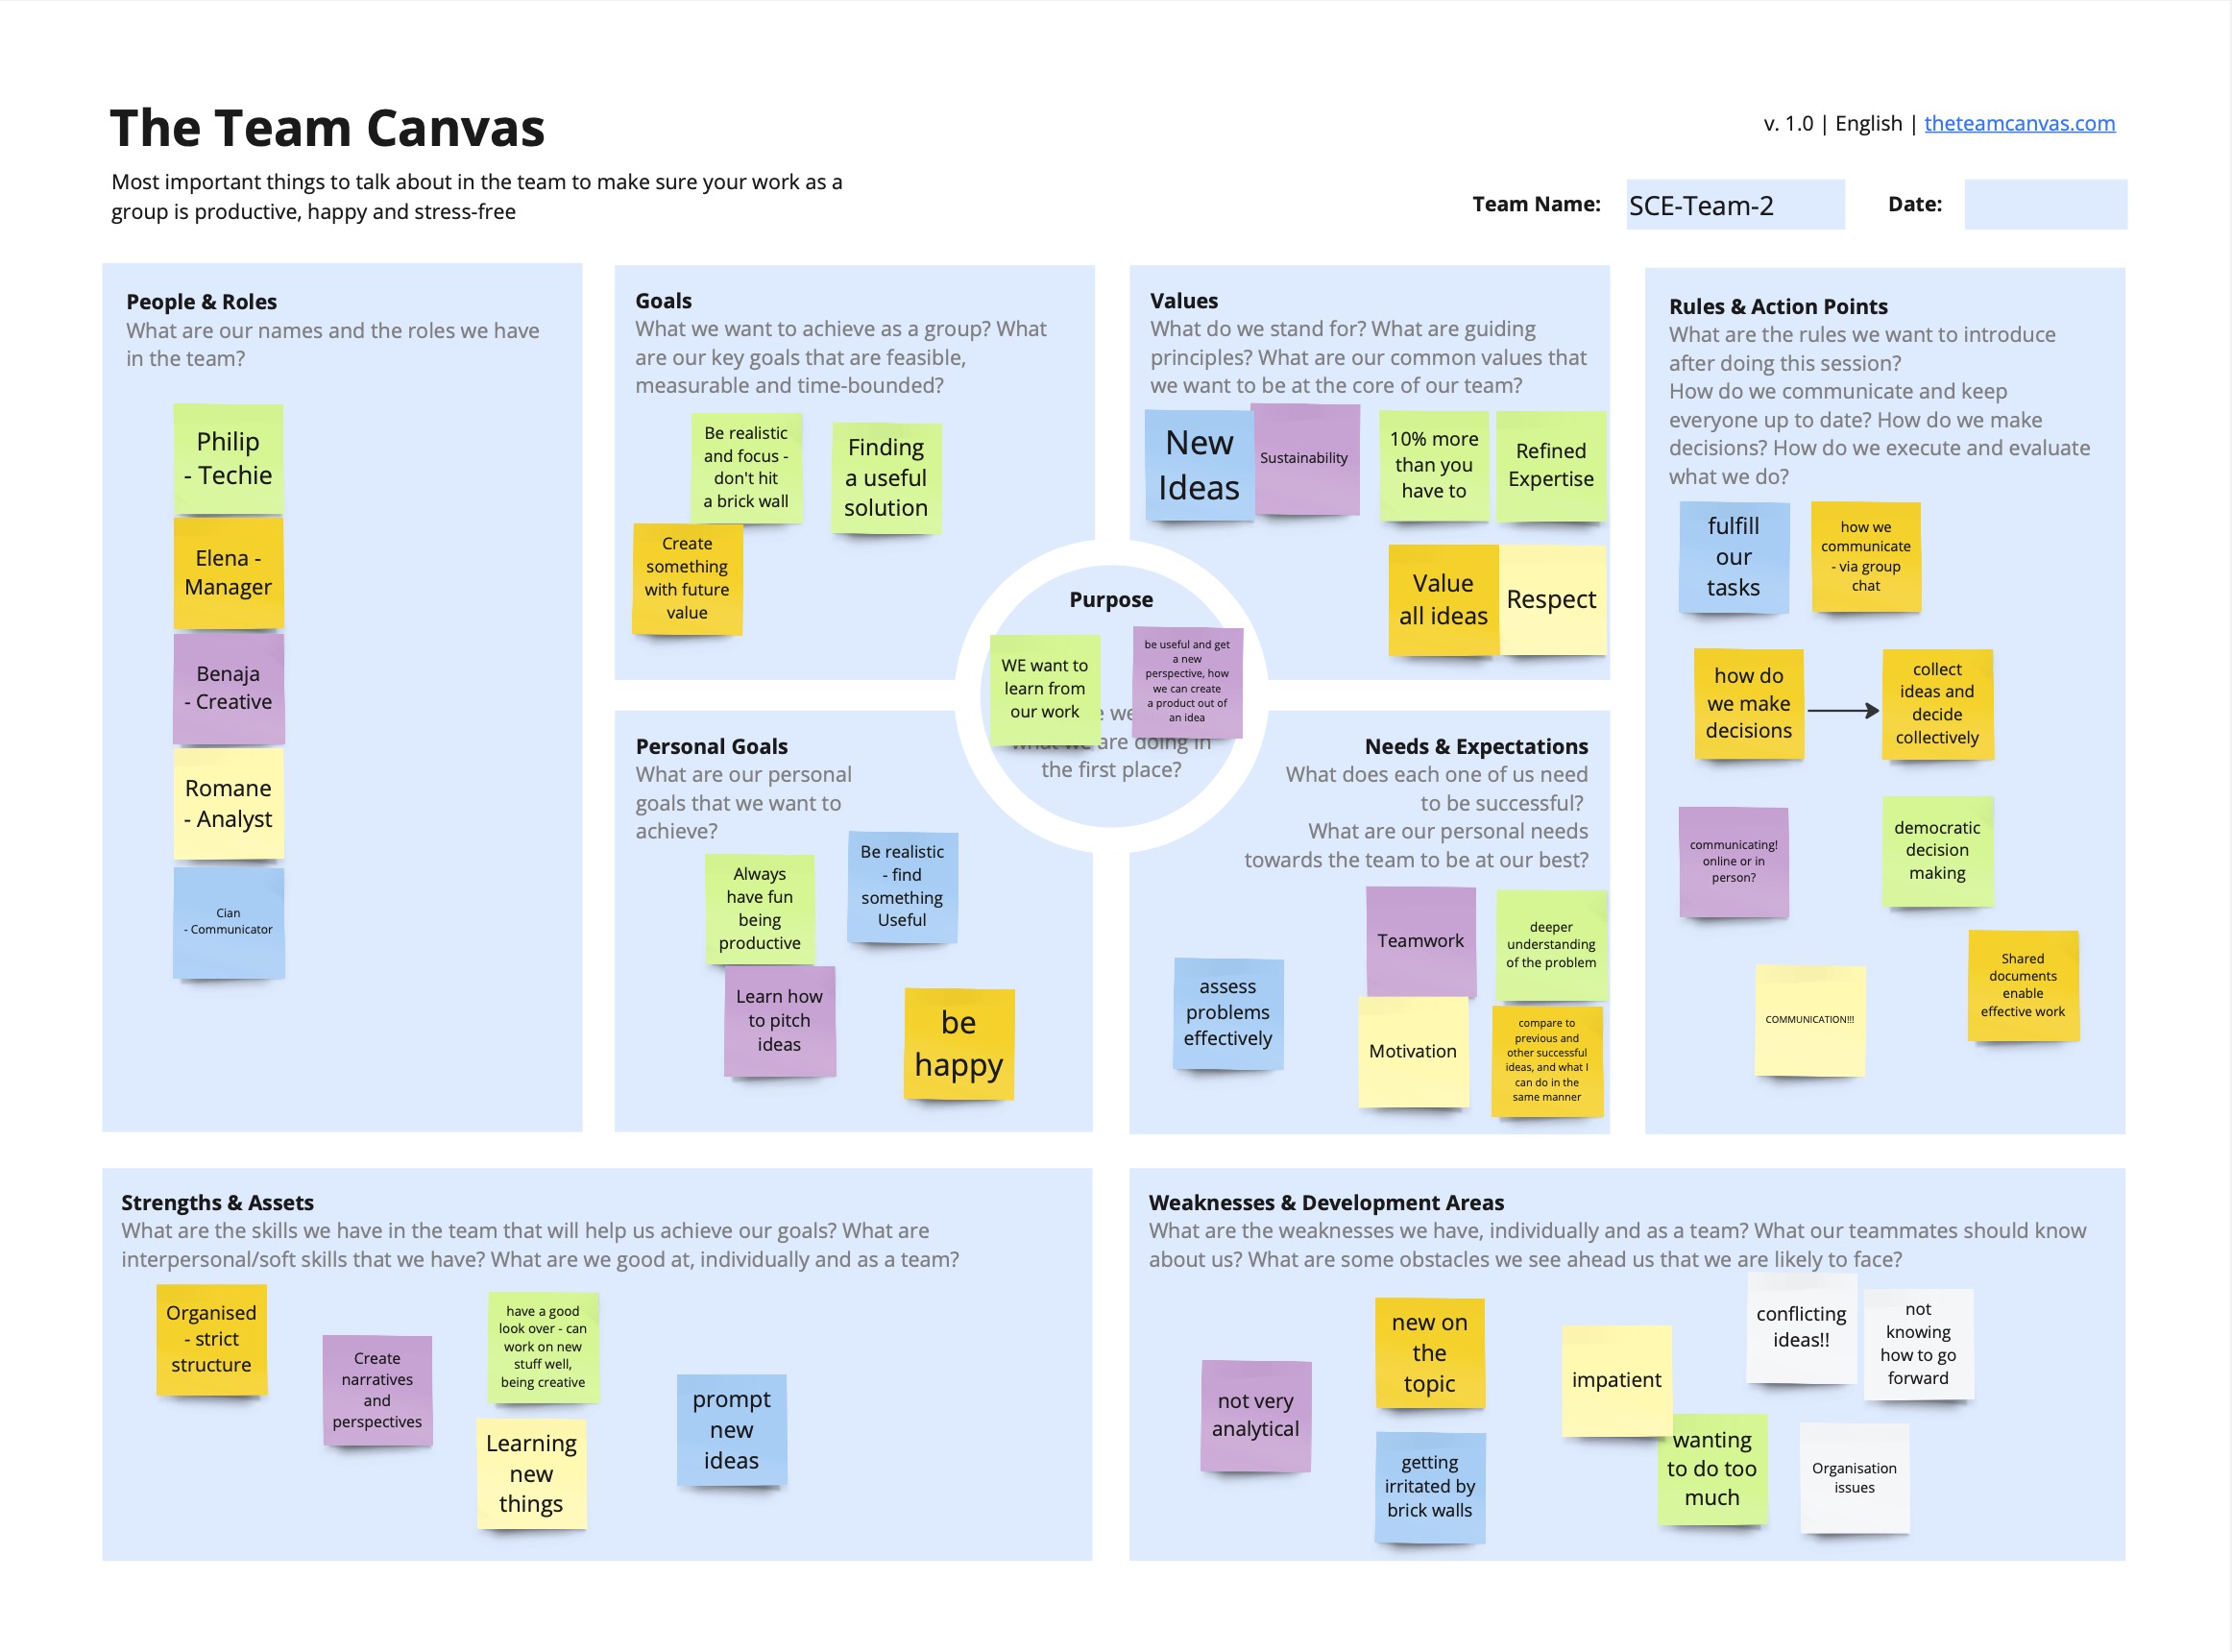 The Team Canvas
Most important things to talk about in the team to make sure your work as a
group is productive, happy and stress-free
v. 1.0 | English | theteamcanvas.com
Team Name:
SCE-Team-2
Date:
People & Roles
What are our names and the roles we have
in the team?
Philip
- Techie
Elena -
Manager
Benaja
- Creative
Romane
- Analyst
Cian
- Communicator
Goals
What we want to achieve as a group? What
are our key goals that are feasible,
measurable and time-bounded?
Be realistic
and focus -
don't hit
a brick wall
Finding
a useful
solution
Create
something
with future
value
Values
What do we stand for? What are guiding
principles? What are our common values that
we want to be at the core of our team?
New
Ideas
Sustainability
10% more
than you
have to
Refined
Expertise
Value
all ideas
Respect
Purpose
WE want to
learn from
our work
be useful and get
a new
perspective, how
we can create
a product out of
an idea
we
what we are doing in
the first place?
Personal Goals
What are our personal
goals that we want to
achieve?
Always
have fun
being
productive
Be realistic
- find
something
Useful
Learn how
to pitch
ideas
be
happy
Needs & Expectations
What does each one of us need
to be successful?
What are our personal needs
towards the team to be at our best?
Teamwork
deeper
understanding
of the problem
assess
problems
effectively
Motivation
compare to
previous and
other successful
ideas, and what I
can do in the
same manner
Rules & Action Points
What are the rules we want to introduce
after doing this session?
How do we communicate and keep
everyone up to date? How do we make
decisions? How do we execute and evaluate
what we do?
fulfill
our
tasks
how we
communicate
- via group
chat
how do
we make
decisions
collect
ideas and
decide
collectively
communicating!
online or in
person?
democratic
decision
making
COMMUNICATION!!!
Shared
documents
enable
effective work
Strengths & Assets
What are the skills we have in the team that will help us achieve our goals? What are
interpersonal/soft skills that we have? What are we good at, individually and as a team?
Organised
- strict
structure
Create
narratives
and
perspectives
have a good
look over - can
work on new
stuff well,
being creative
Learning
new
things
prompt
new
ideas
Weaknesses & Development Areas
What are the weaknesses we have, individually and as a team? What our teammates should know
about us? What are some obstacles we see ahead us that we are likely to face?
not very
analytical
new on
the
topic
getting
irritated by
brick walls
impatient
wanting
to do too
much
conflicting
ideas!!
not
knowing
how to go
forward
Organisation
issues